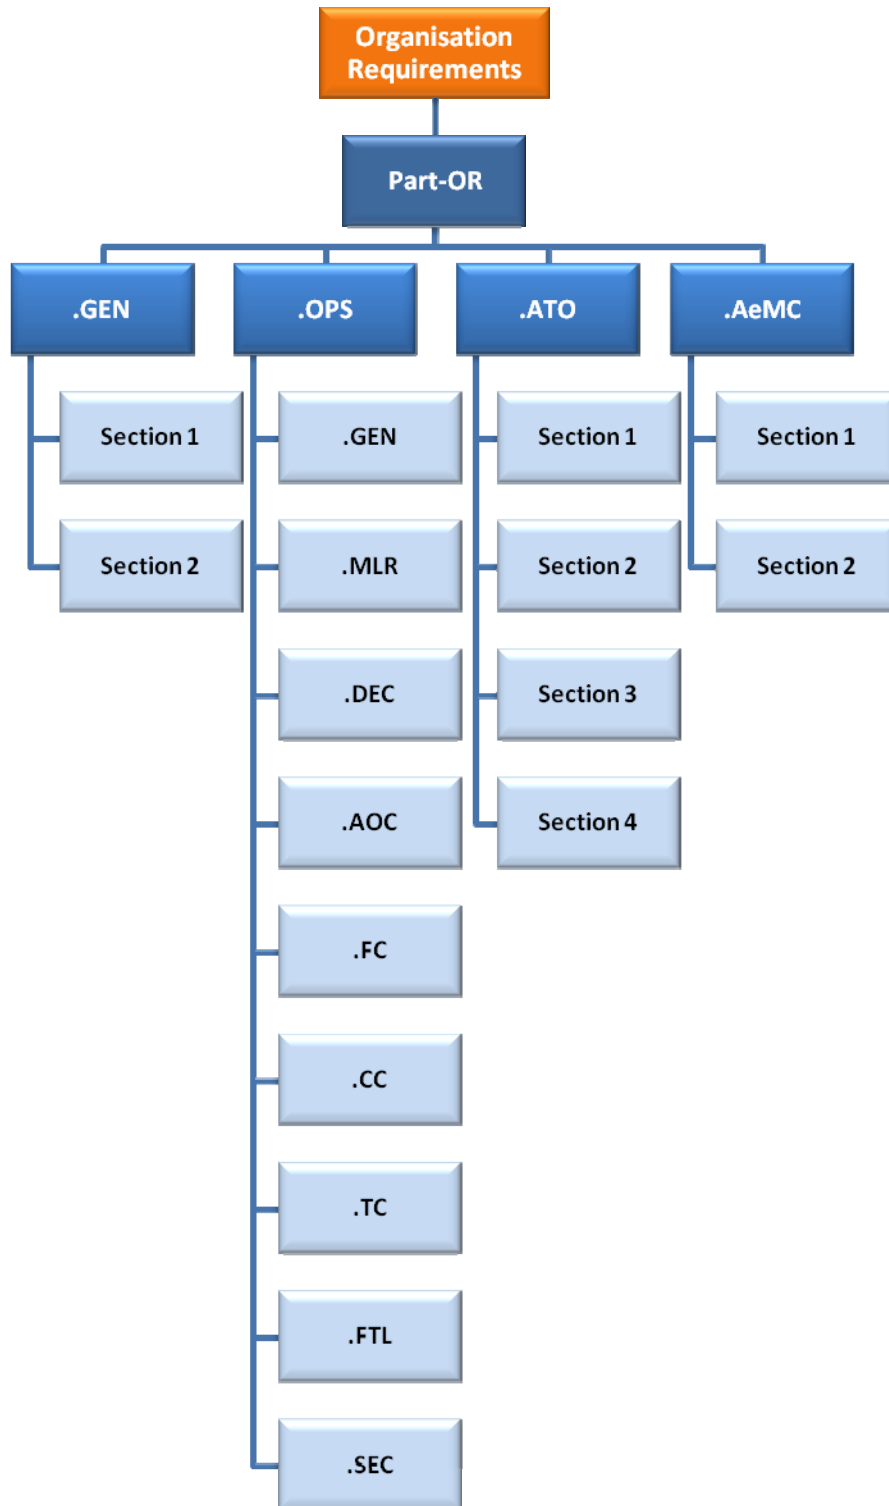 Organisation
Requirements
Part-OR
.GEN
.OPS
.ATO
.AeMC
Section 1
.GEN
Section 1
Section 1
Section 2
.MLR
Section 2
Section 2
.DEC
Section 3
.AOC
Section 4
.FC
.CC
.TC
.FTL
.SEC